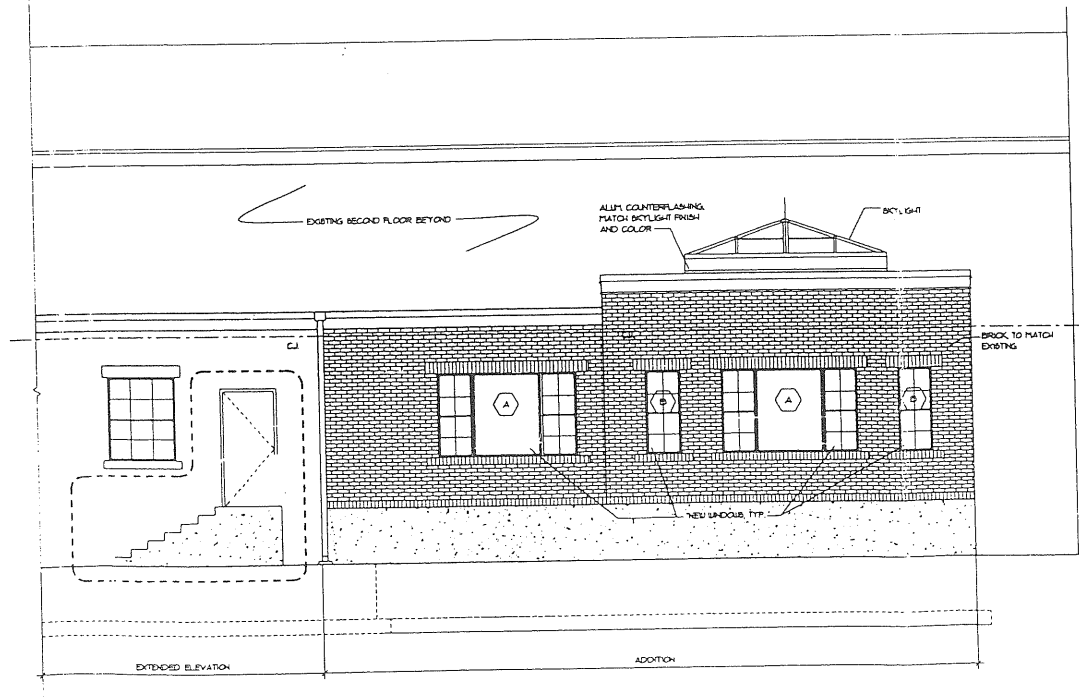 ALUM. COUNTERFLASHING,
MATCH SKYLIGHT FINISH
AND COLOR
SKYLIGHT
EXISTING SECOND FLOOR BEYOND
C.J.
BRICK TO MATCH
EXISTING
A
B
A
B
NEW WINDOWS, TYP.
EXTENDED ELEVATION
ADDITION